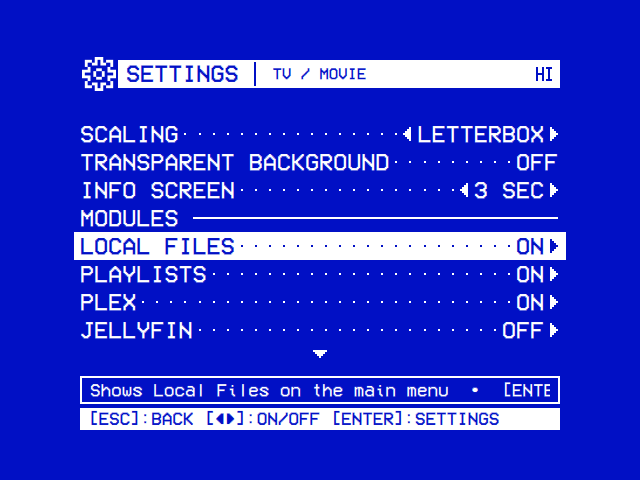 SETTINGS | TV / MOVIE HI
SCALING · · · · · · · · · · · · · · · · ◀ LETTERBOX ▶
TRANSPARENT BACKGROUND · · · · · · · · · OFF
INFO SCREEN · · · · · · · · · · · · · · · · ◀ 3 SEC ▶
MODULES
LOCAL FILES · · · · · · · · · · · · · · · · · · · · ON ▶
PLAYLISTS · · · · · · · · · · · · · · · · · · · · · · ON ▶
PLEX · · · · · · · · · · · · · · · · · · · · · · · · · · · ON ▶
JELLYFIN · · · · · · · · · · · · · · · · · · · · · · OFF ▶
Shows Local Files on the main menu • [ENTE
[ESC]:BACK [◀▶]:ON/OFF [ENTER]:SETTINGS